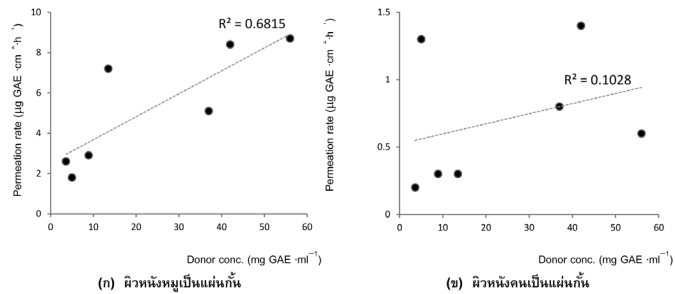 Permeation rate (µg GAE ·cm⁻²·h⁻¹)
10
8
6
4
2
0
R² = 0.6815
0 10 20 30 40 50 60
Donor conc. (mg GAE ·ml⁻¹)
(ก) ผิวหนังหมูเป็นแผ่นกั้น
Permeation rate (µg GAE ·cm⁻²·h⁻¹)
1.5
1
0.5
0
R² = 0.1028
0 10 20 30 40 50 60
Donor conc. (mg GAE ·ml⁻¹)
(ข) ผิวหนังคนเป็นแผ่นกั้น